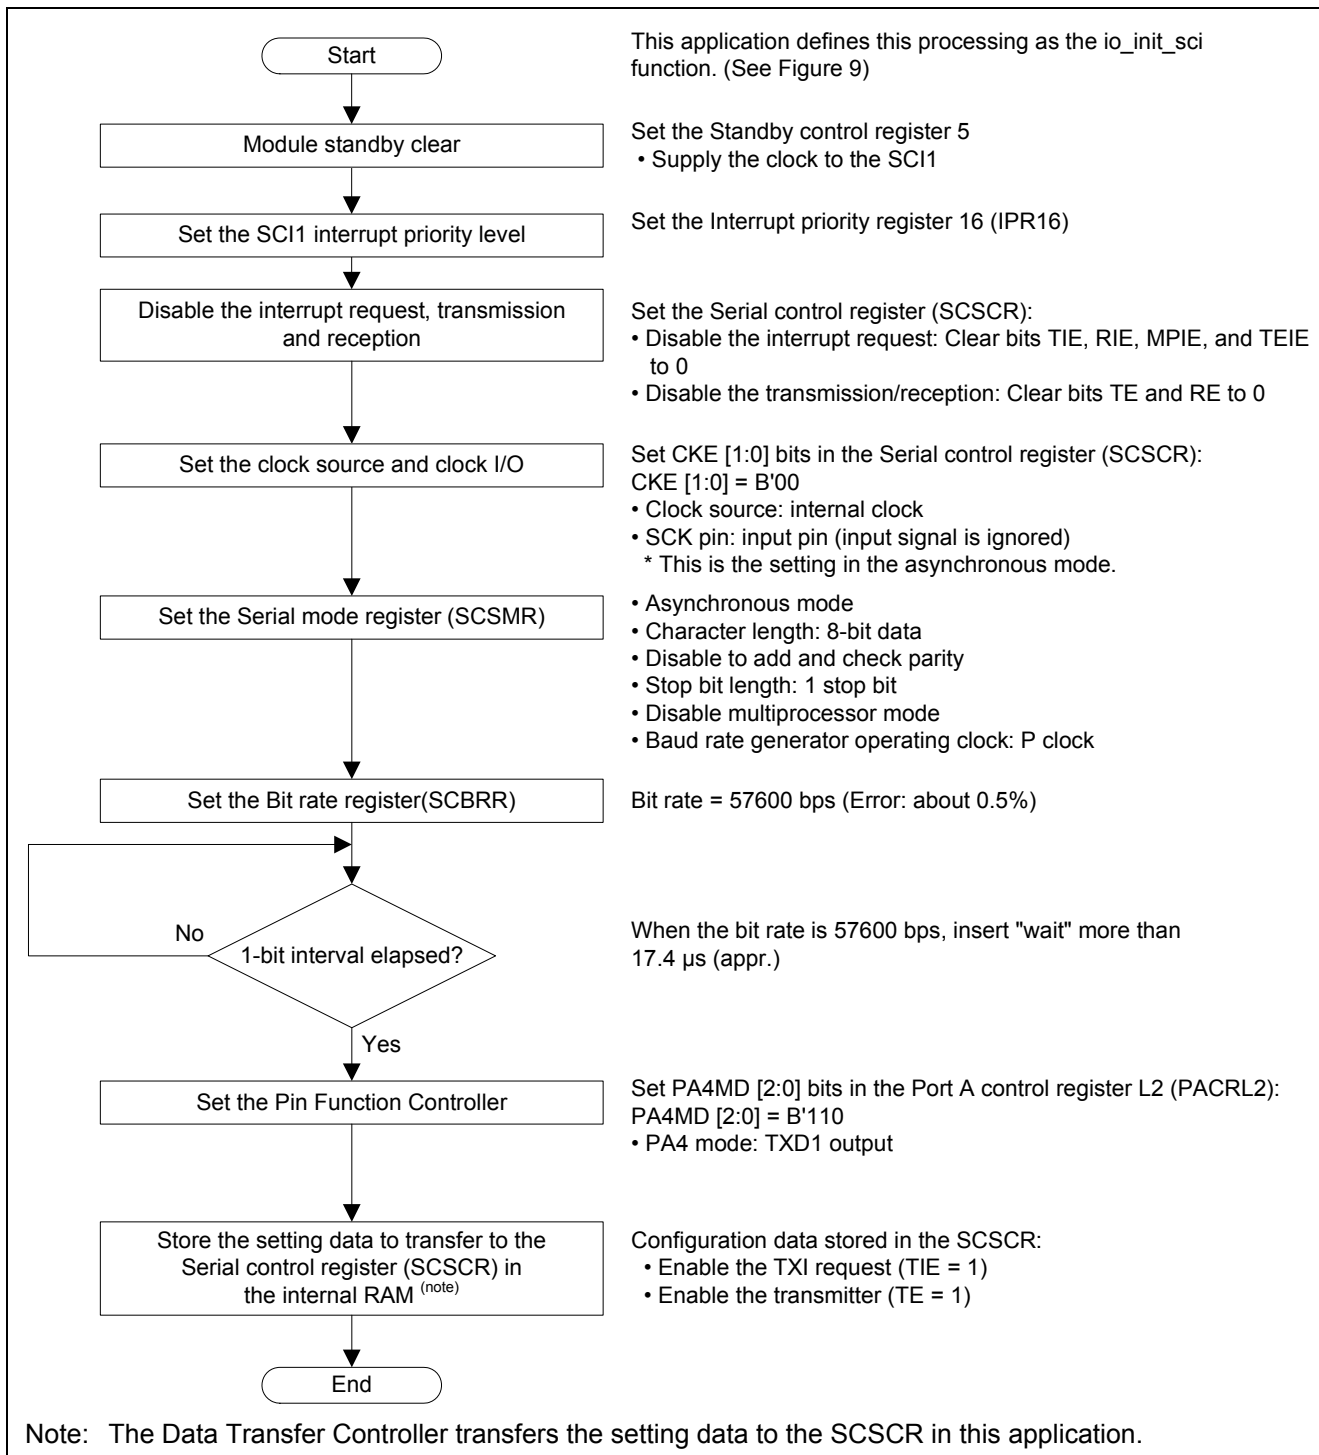 Start
This application defines this processing as the io_init_sci
function. (See Figure 9)
Module standby clear
Set the Standby control register 5
• Supply the clock to the SCI1
Set the SCI1 interrupt priority level
Set the Interrupt priority register 16 (IPR16)
Disable the interrupt request, transmission
and reception
Set the Serial control register (SCSCR):
• Disable the interrupt request: Clear bits TIE, RIE, MPIE, and TEIE
to 0
• Disable the transmission/reception: Clear bits TE and RE to 0
Set the clock source and clock I/O
Set CKE [1:0] bits in the Serial control register (SCSCR):
CKE [1:0] = B'00
• Clock source: internal clock
• SCK pin: input pin (input signal is ignored)
* This is the setting in the asynchronous mode.
Set the Serial mode register (SCSMR)
• Asynchronous mode
• Character length: 8-bit data
• Disable to add and check parity
• Stop bit length: 1 stop bit
• Disable multiprocessor mode
• Baud rate generator operating clock: P clock
Set the Bit rate register(SCBRR)
Bit rate = 57600 bps (Error: about 0.5%)
No
1-bit interval elapsed?
When the bit rate is 57600 bps, insert "wait" more than
17.4 µs (appr.)
Yes
Set the Pin Function Controller
Set PA4MD [2:0] bits in the Port A control register L2 (PACRL2):
PA4MD [2:0] = B'110
• PA4 mode: TXD1 output
Store the setting data to transfer to the
Serial control register (SCSCR) in
the internal RAM (note)
Configuration data stored in the SCSCR:
• Enable the TXI request (TIE = 1)
• Enable the transmitter (TE = 1)
End
Note: The Data Transfer Controller transfers the setting data to the SCSCR in this application.